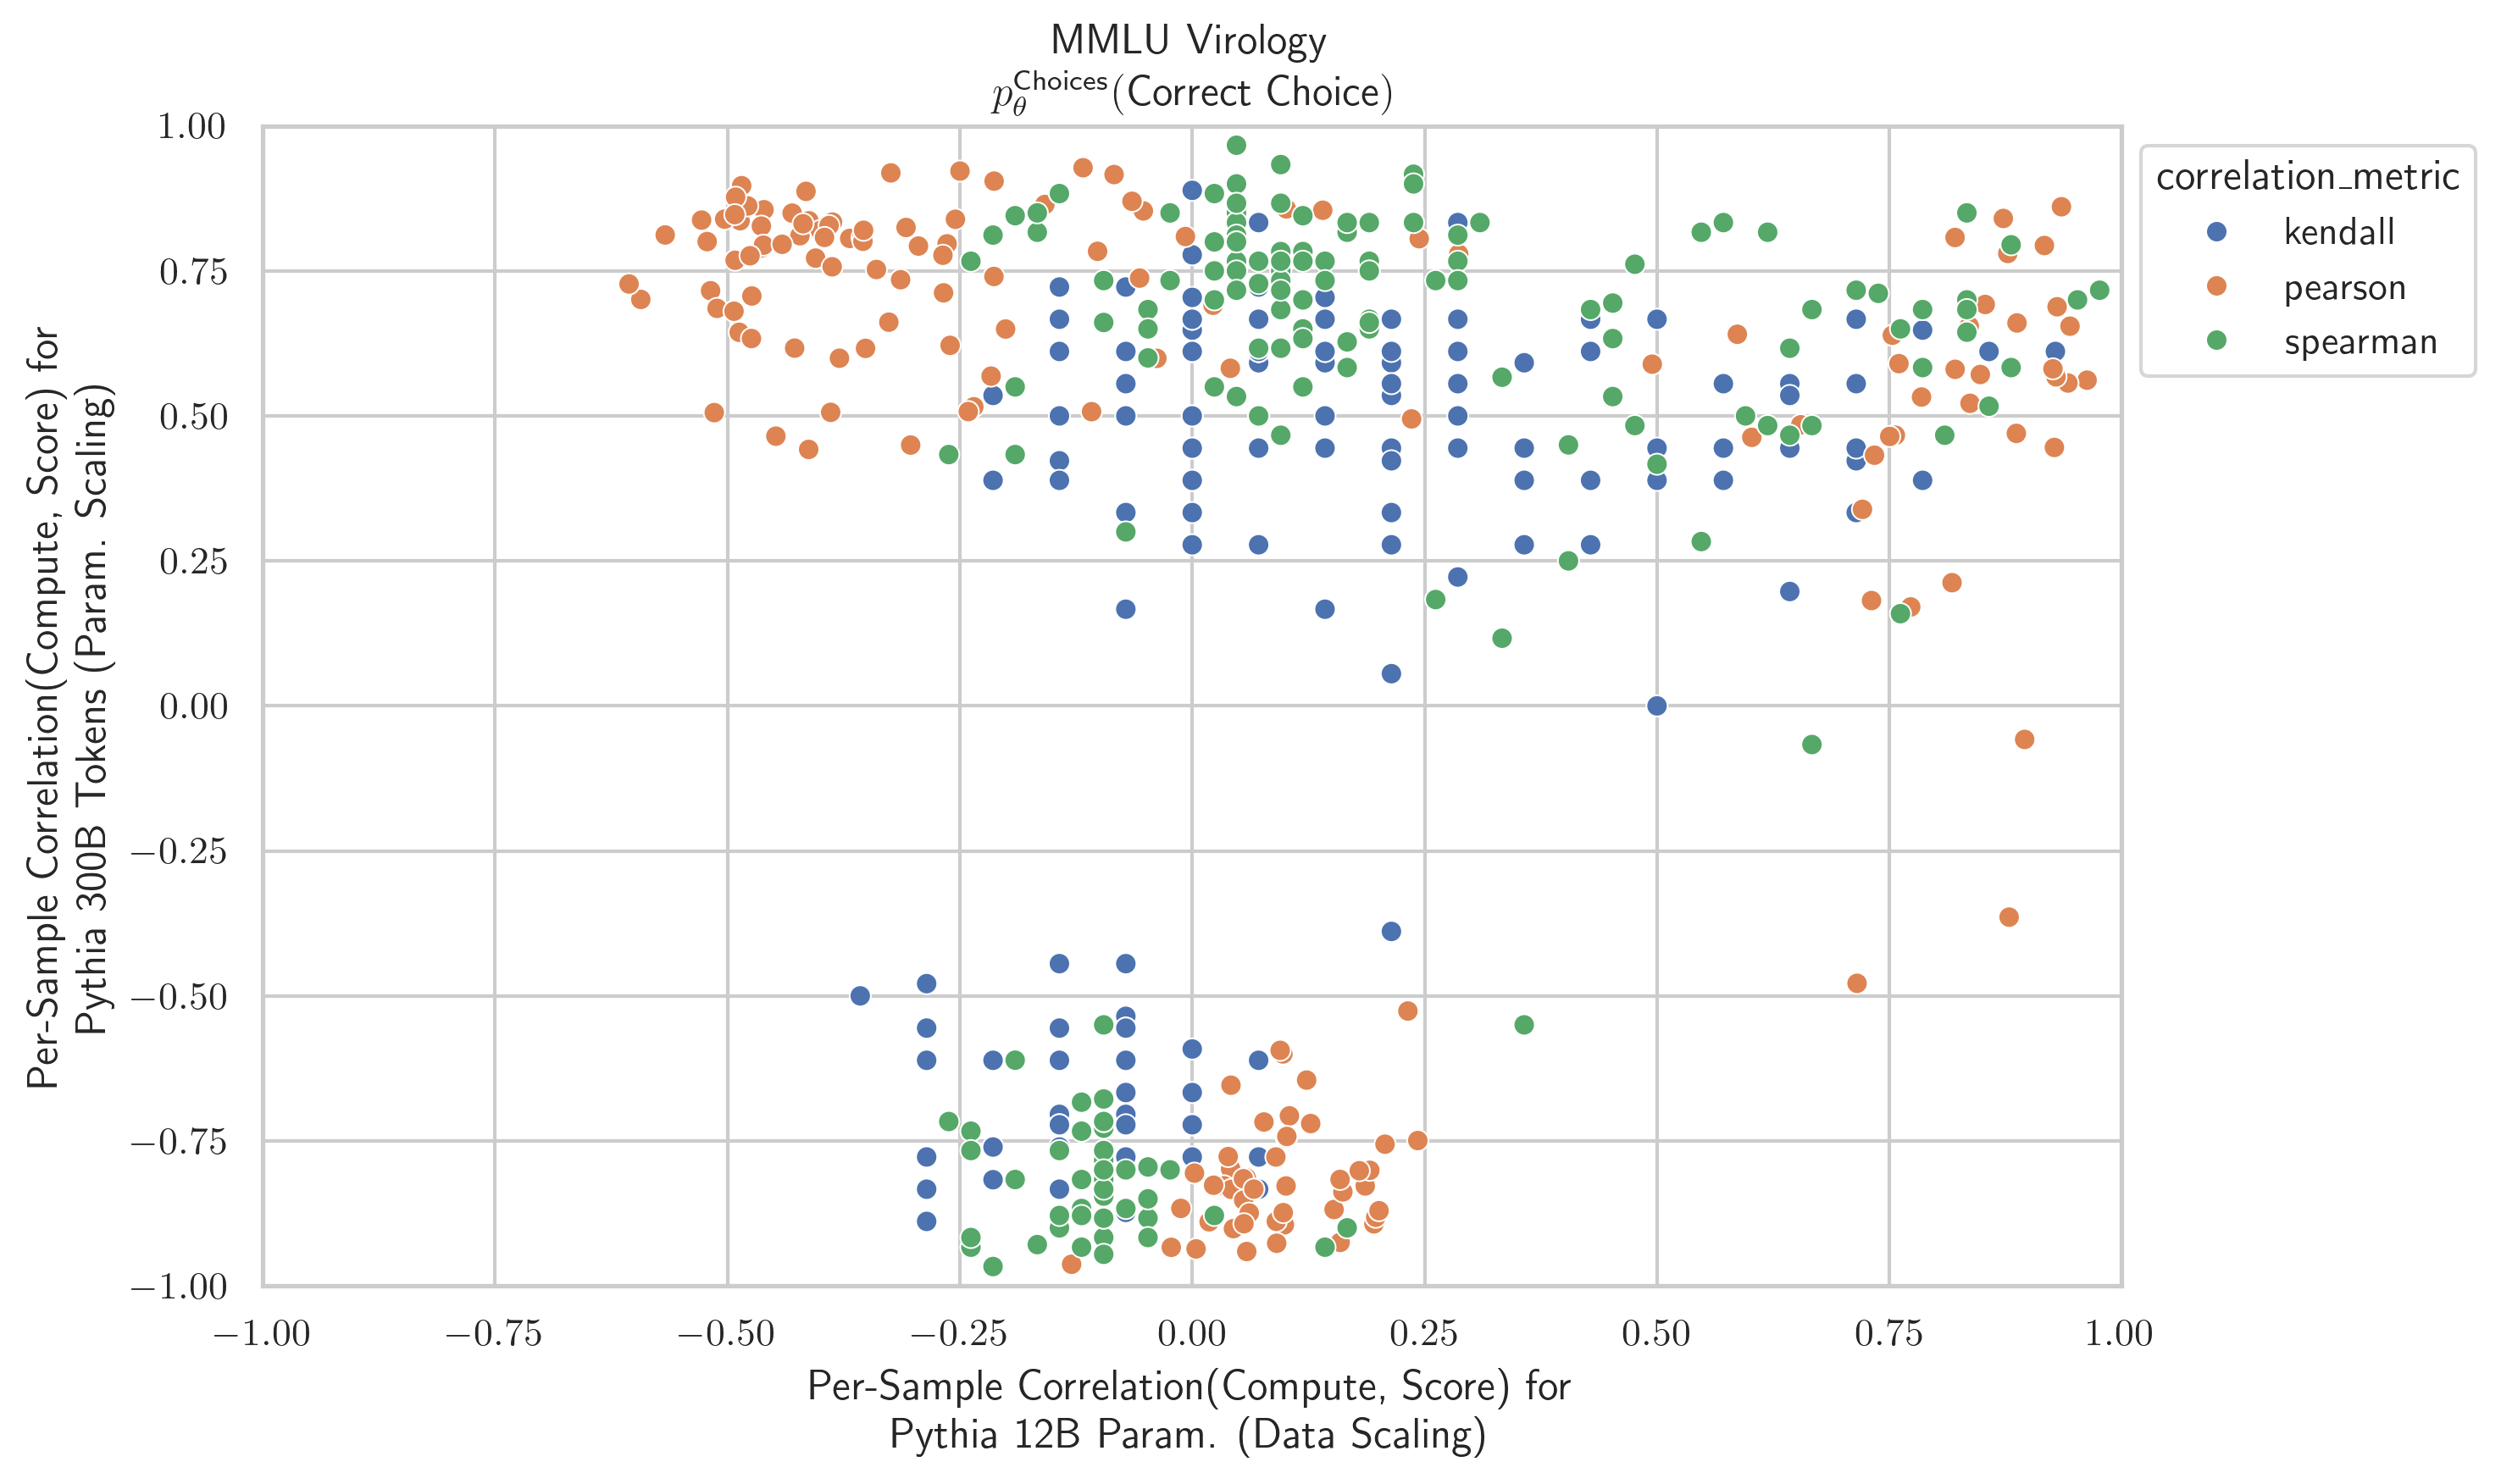 MMLU Virology
p_θ^Choices(Correct Choice)
1.00
0.75
0.50
0.25
0.00
−0.25
−0.50
−0.75
−1.00
Per-Sample Correlation(Compute, Score) for
Pythia 300B Tokens (Param. Scaling)
−1.00 −0.75 −0.50 −0.25 0.00 0.25 0.50 0.75 1.00
Per-Sample Correlation(Compute, Score) for
Pythia 12B Param. (Data Scaling)
correlation_metric
kendall
pearson
spearman